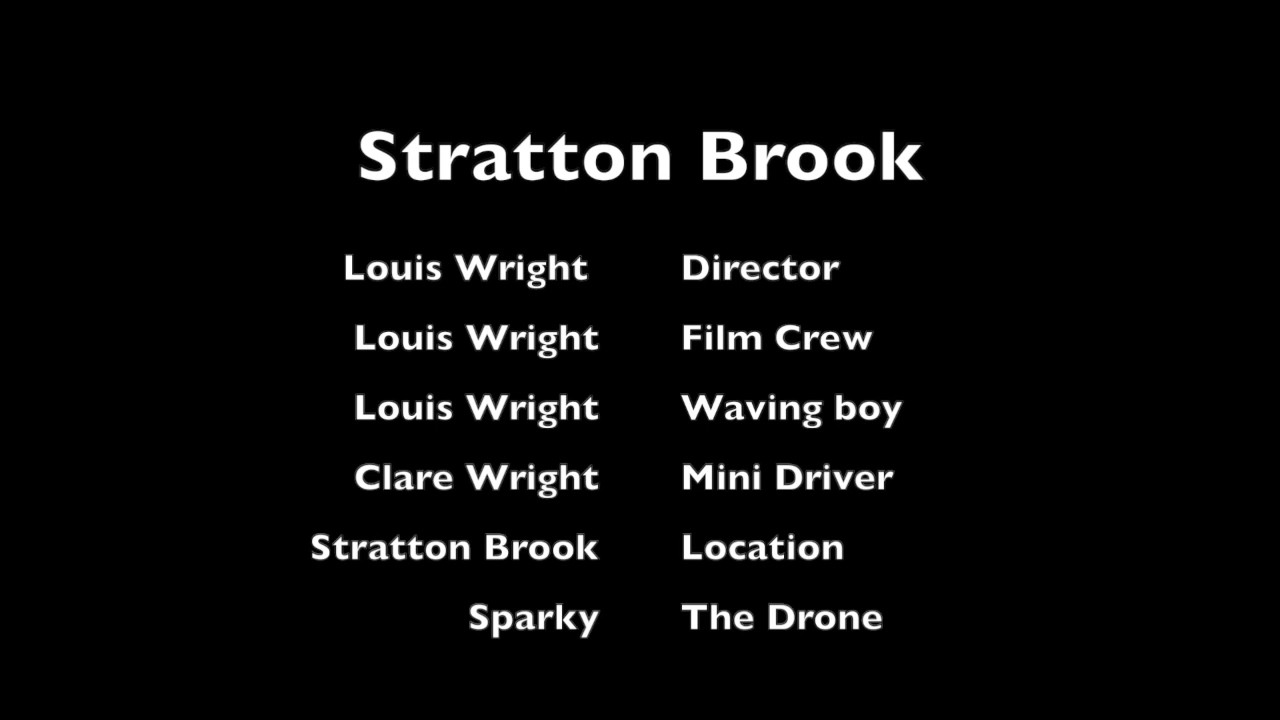 Stratton Brook
Louis Wright Director
Louis Wright Film Crew
Louis Wright Waving boy
Clare Wright Mini Driver
Stratton Brook Location
Sparky The Drone